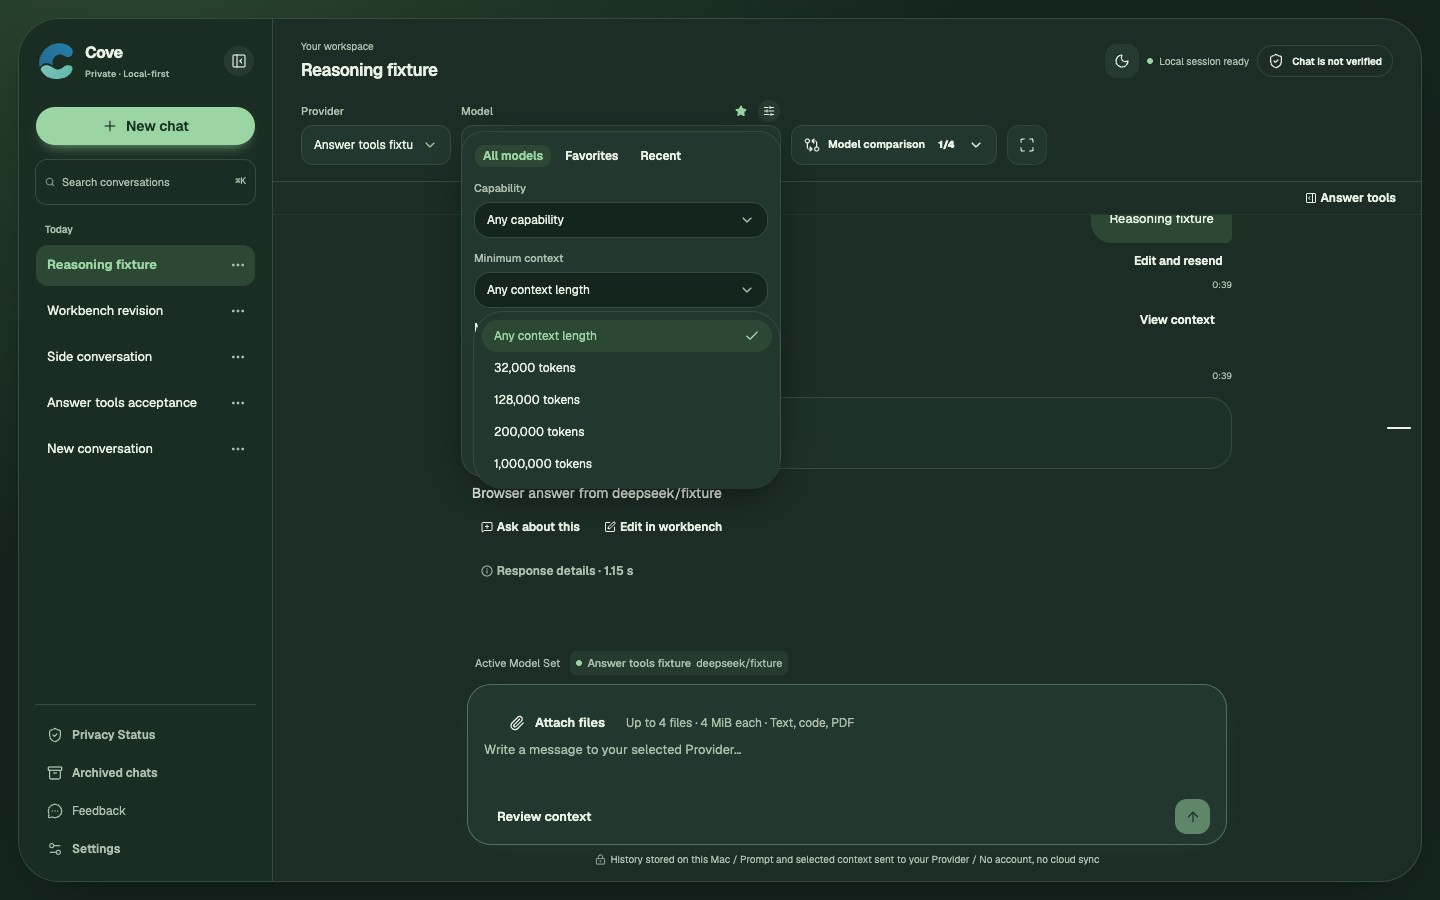 Cove
Private · Local-first
New chat
Search conversations ⌘K
Today
Reasoning fixture
Workbench revision
Side conversation
Answer tools acceptance
New conversation
Privacy Status
Archived chats
Feedback
Settings
Your workspace
Reasoning fixture
Local session ready
Chat is not verified
Provider
Answer tools fixtu
Model
Model comparison 1/4
All models Favorites Recent
Capability
Any capability
Minimum context
Any context length
Any context length
32,000 tokens
128,000 tokens
200,000 tokens
1,000,000 tokens
Answer tools
Reasoning fixture
Edit and resend
0:39
View context
0:39
Browser answer from deepseek/fixture
Ask about this Edit in workbench
Response details · 1.15 s
Active Model Set Answer tools fixture deepseek/fixture
Attach files Up to 4 files · 4 MiB each · Text, code, PDF
Write a message to your selected Provider...
Review context
History stored on this Mac / Prompt and selected context sent to your Provider / No account, no cloud sync